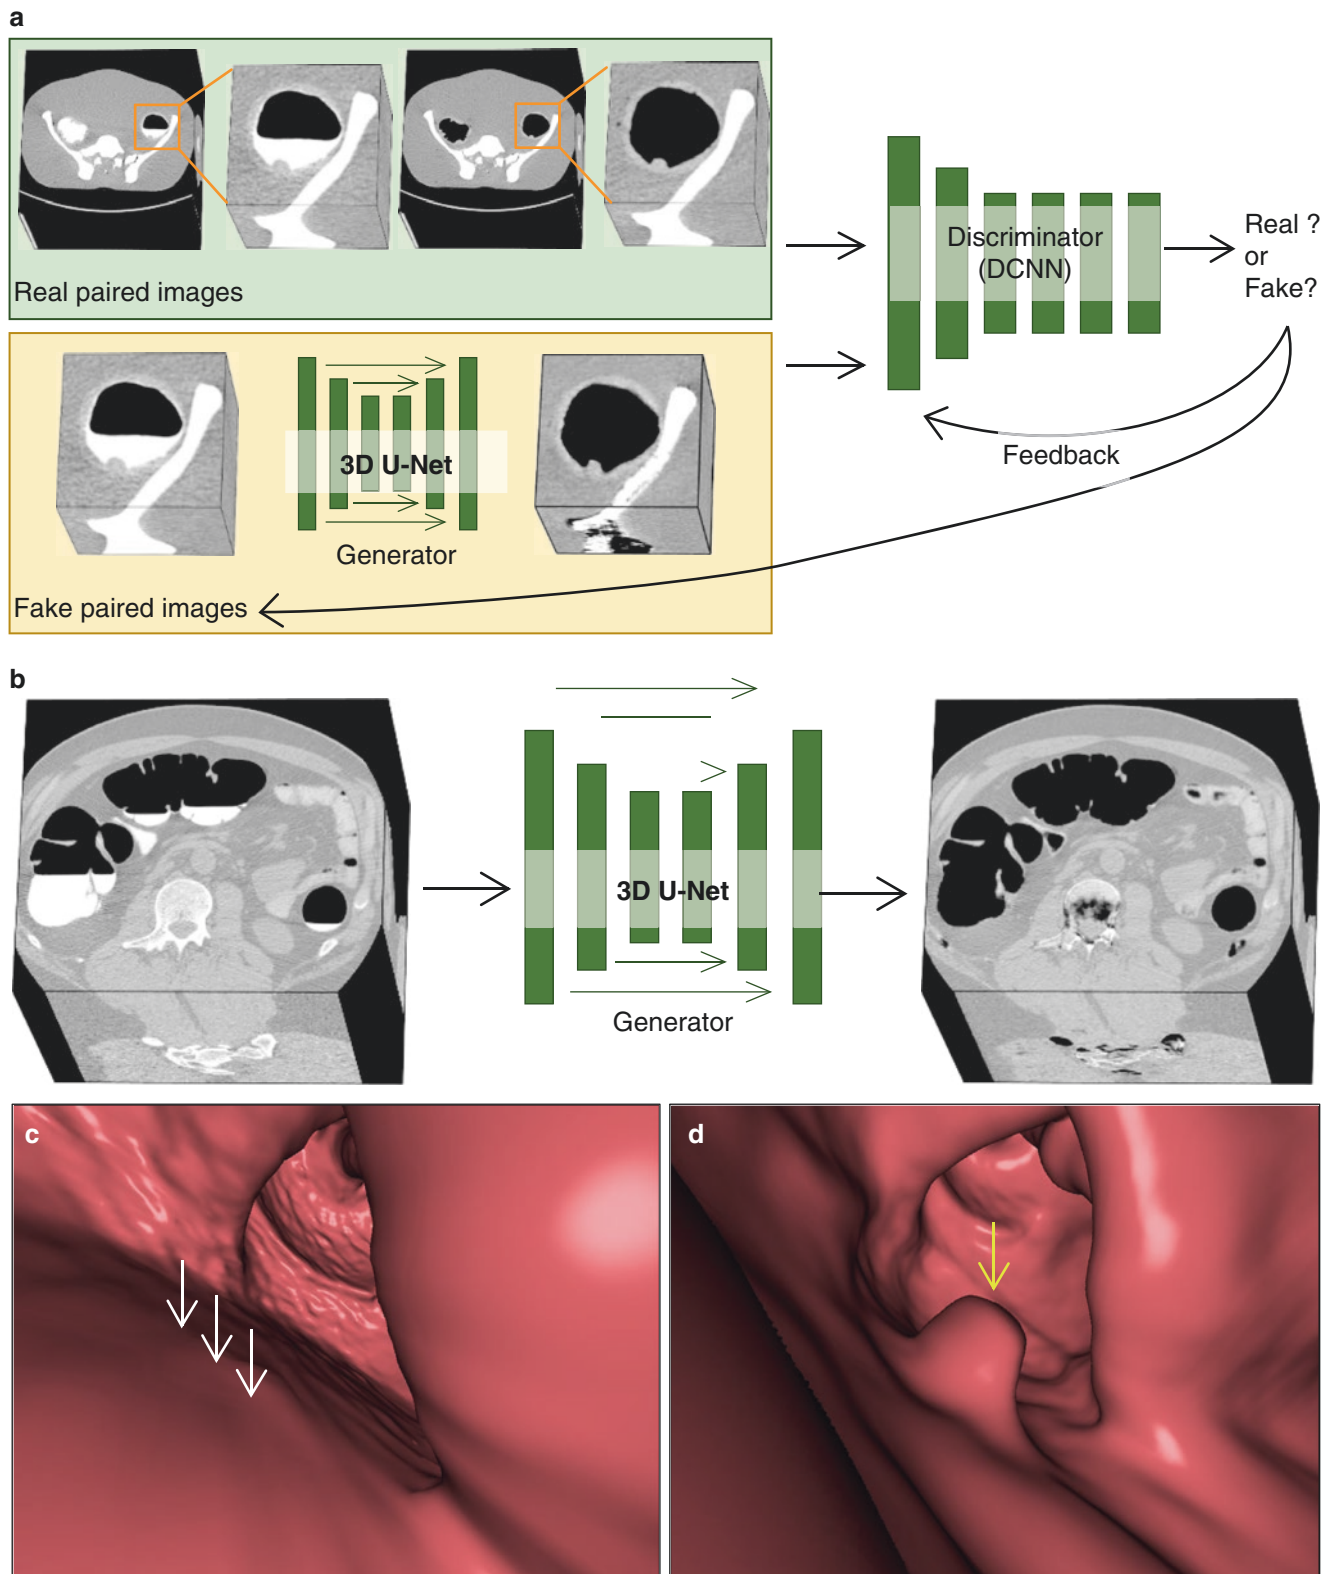 a
Real paired images
Discriminator
(DCNN)
Real ?
or
Fake?
Feedback
3D U-Net
Generator
Fake paired images
b
3D U-Net
Generator
c
d